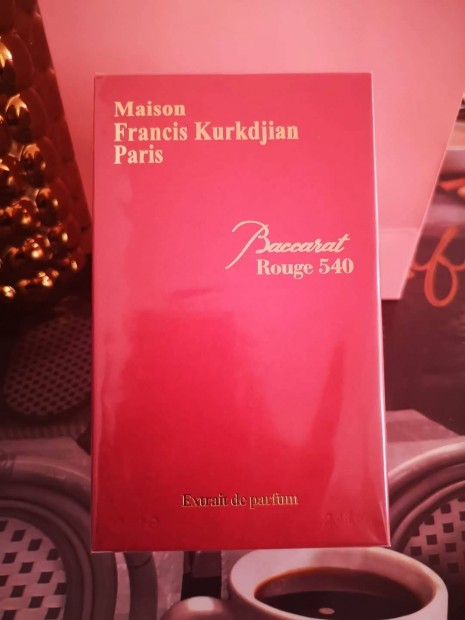 Maison
Francis Kurkdjian
Paris
Baccarat
Rouge 540
Extrait de parfum